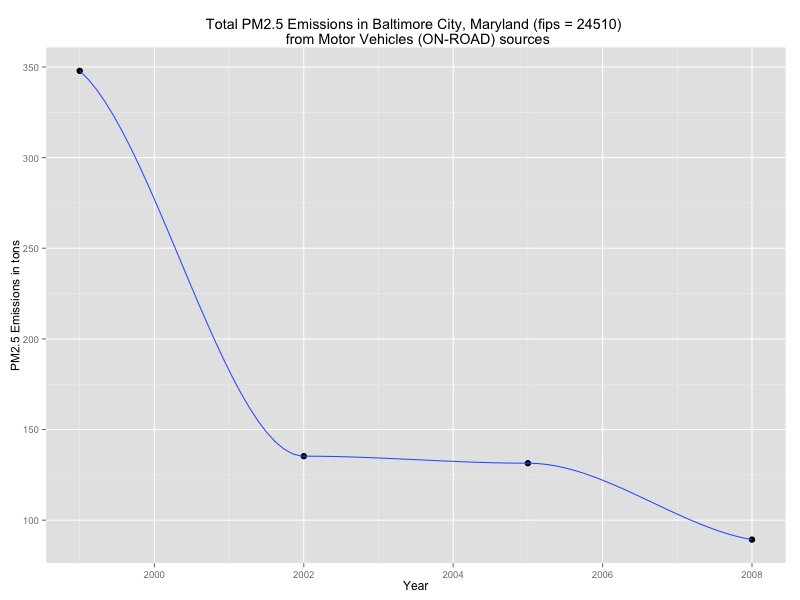 Total PM2.5 Emissions in Baltimore City, Maryland (fips = 24510)
from Motor Vehicles (ON-ROAD) sources
PM2.5 Emissions in tons
350
300
250
200
150
100
2000
2002
2004
2006
2008
Year